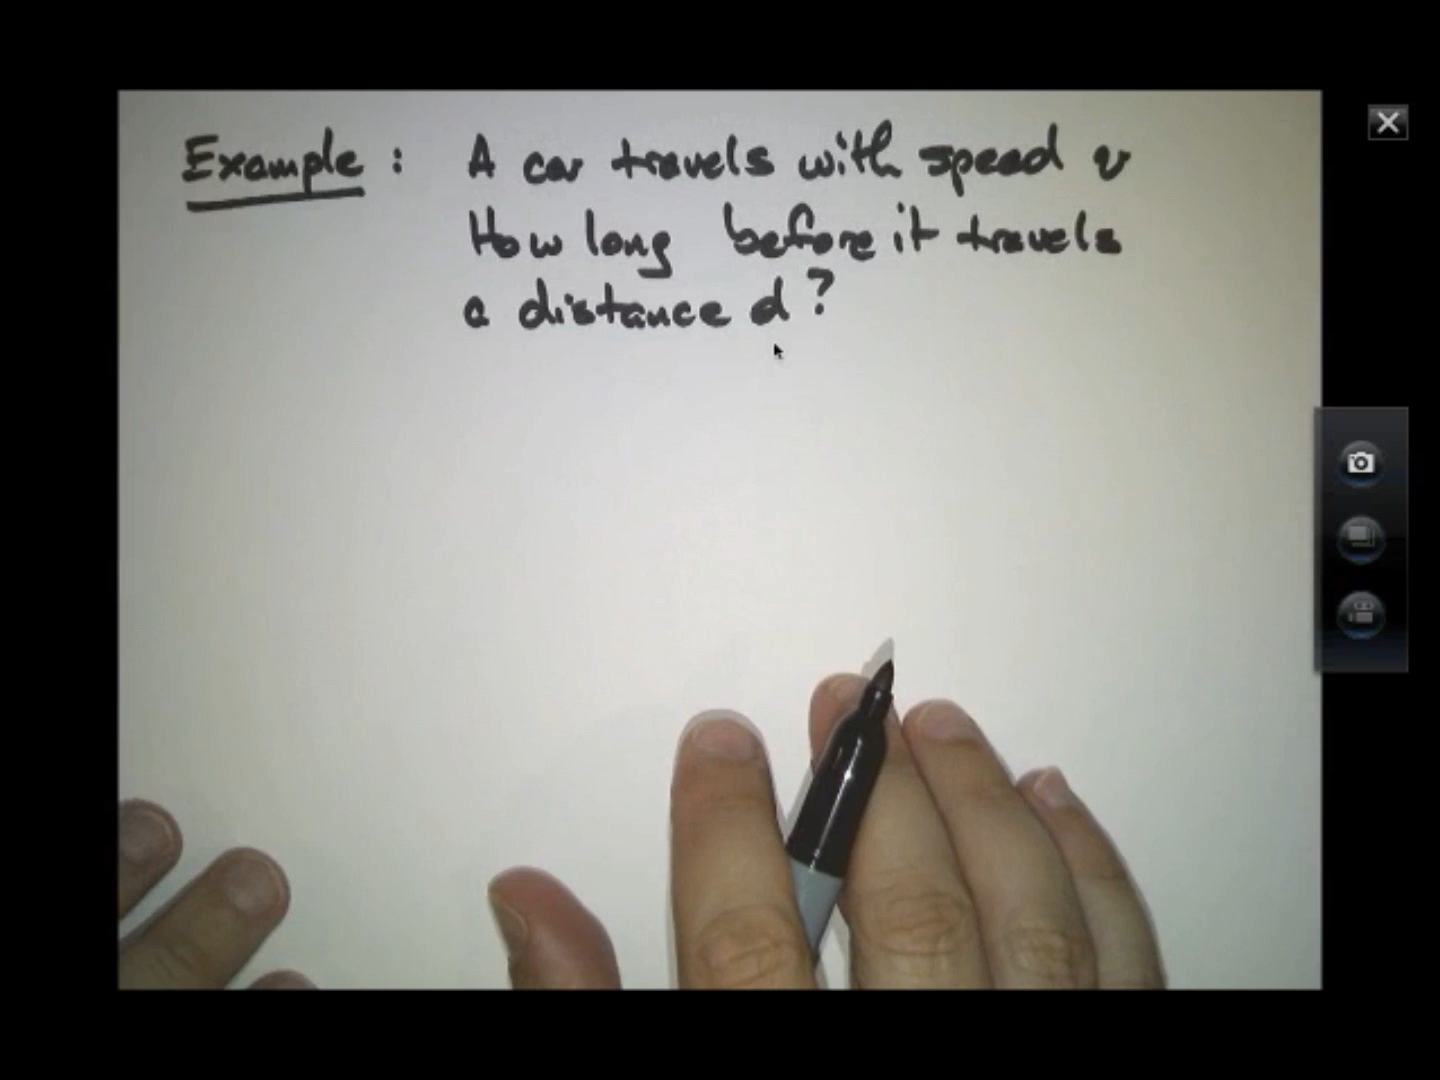 Example : A car travels with speed v
How long before it travels
a distance d?